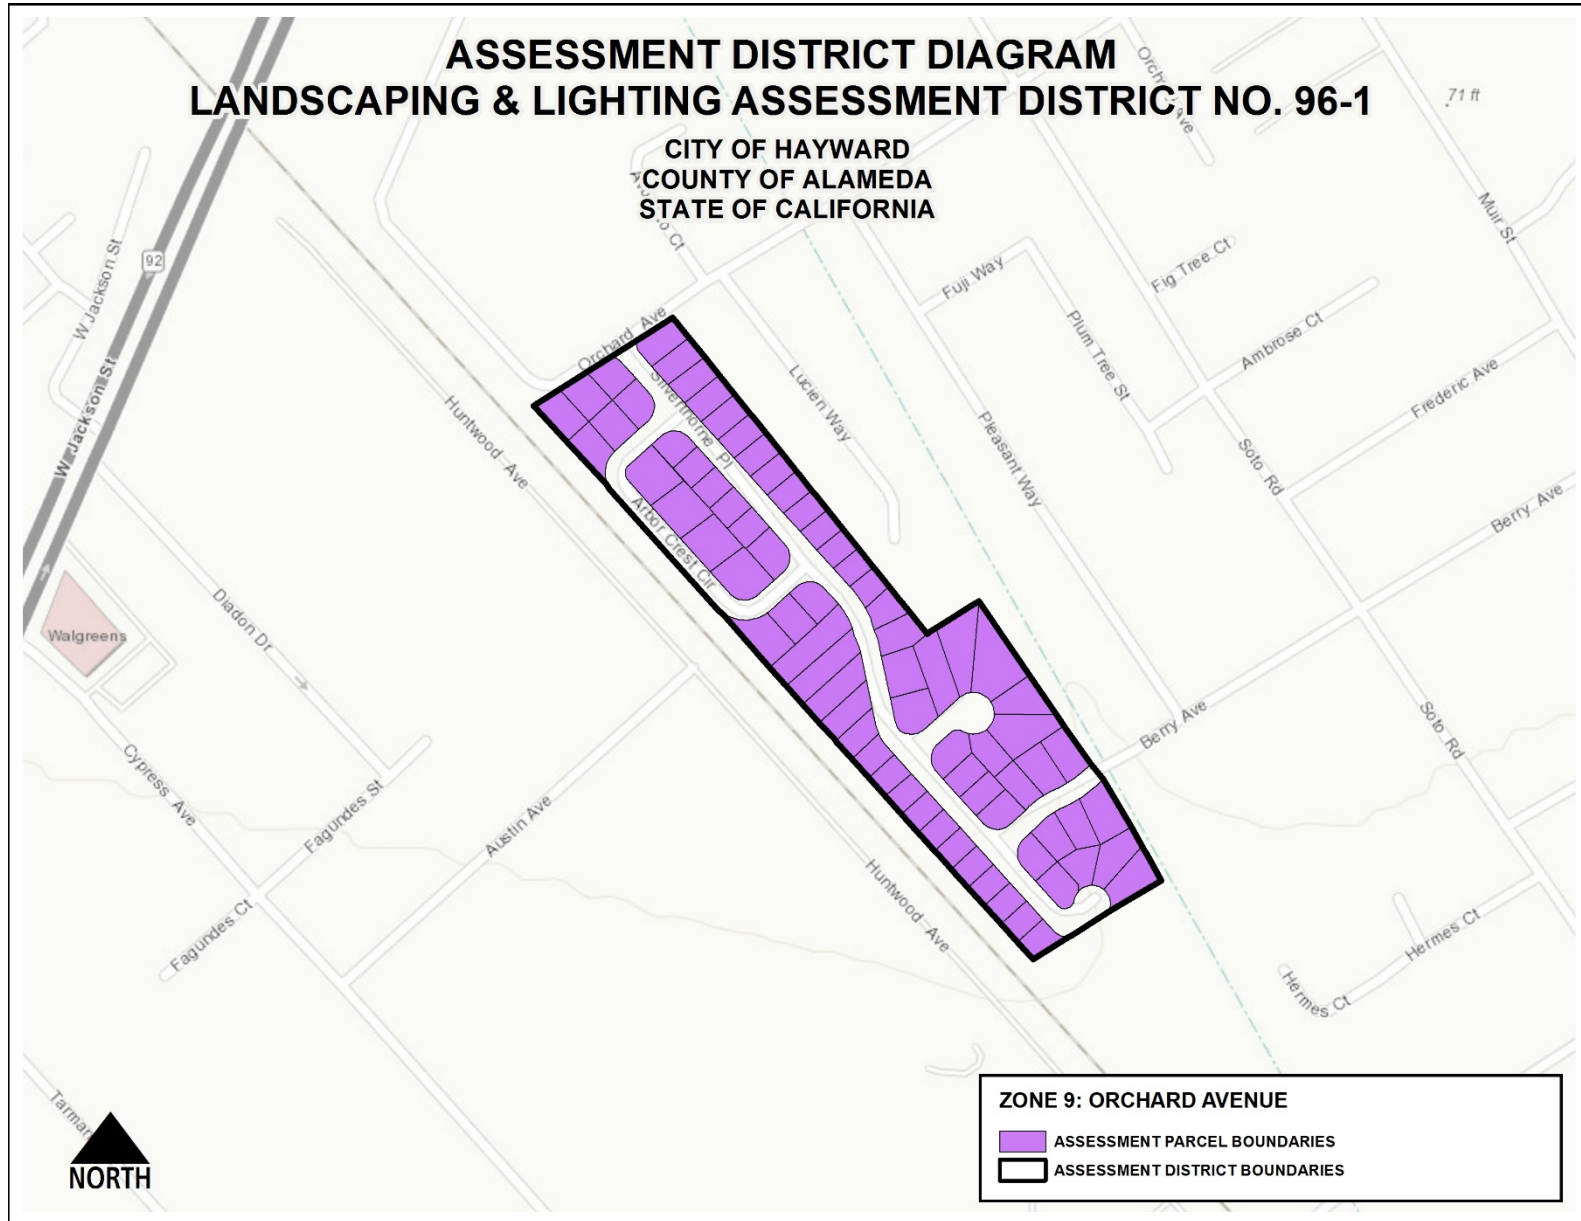 ASSESSMENT DISTRICT DIAGRAM
LANDSCAPING & LIGHTING ASSESSMENT DISTRICT NO. 96-1
CITY OF HAYWARD
COUNTY OF ALAMEDA
STATE OF CALIFORNIA
Orchard Ave
71 ft
Muir St
W Jackson St
92
Fuji Way
Fig Tree Ct
Orchard Ave
Plum Tree St
Ambrose Ct
W Jackson St
Huntwood Ave
Silverthorne Pl
Lucien Way
Pleasant Way
Frederic Ave
Soto Rd
Berry Ave
Arbor Crest Cir
Walgreens
Diadon Dr
Cypress Ave
Fagundes St
Austin Ave
Berry Ave
Soto Rd
Fagundes Ct
Huntwood Ave
Hermes Ct
Hermes Ct
NORTH
ZONE 9: ORCHARD AVENUE
ASSESSMENT PARCEL BOUNDARIES
ASSESSMENT DISTRICT BOUNDARIES